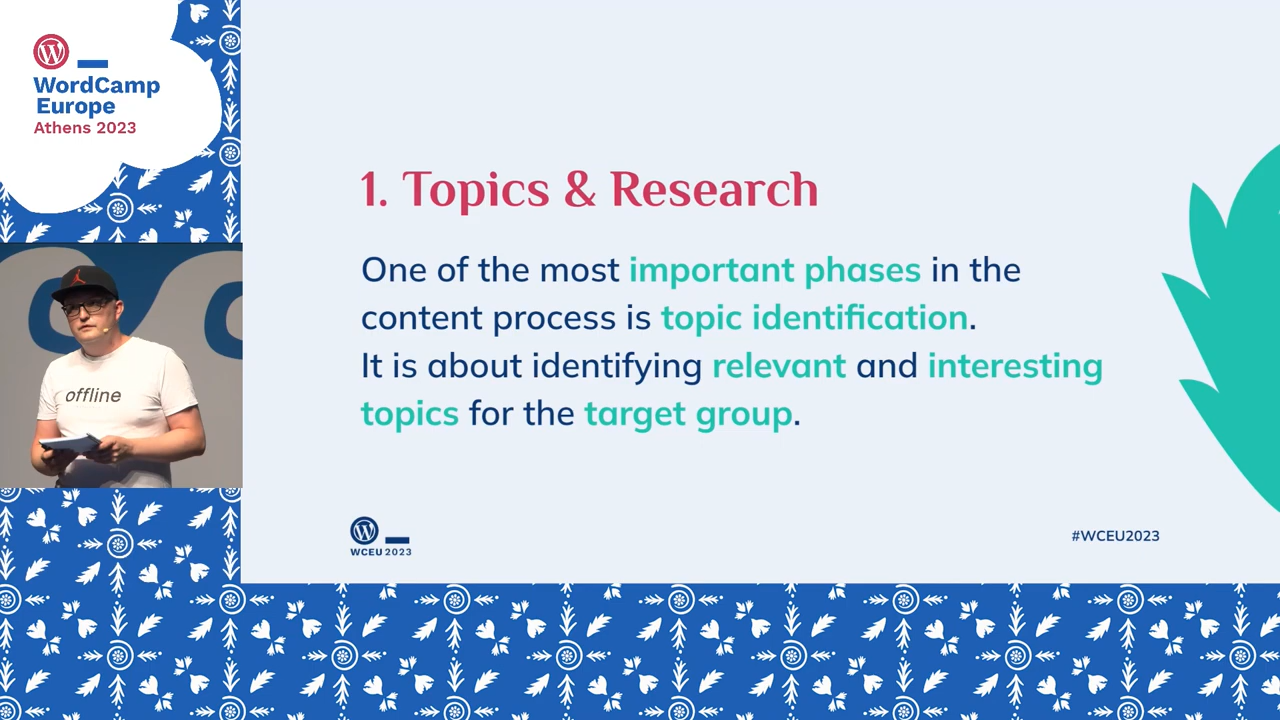 WordCamp
Europe
Athens 2023
offline
1. Topics & Research
One of the most important phases in the
content process is topic identification.
It is about identifying relevant and interesting
topics for the target group.
WCEU 2023
#WCEU2023